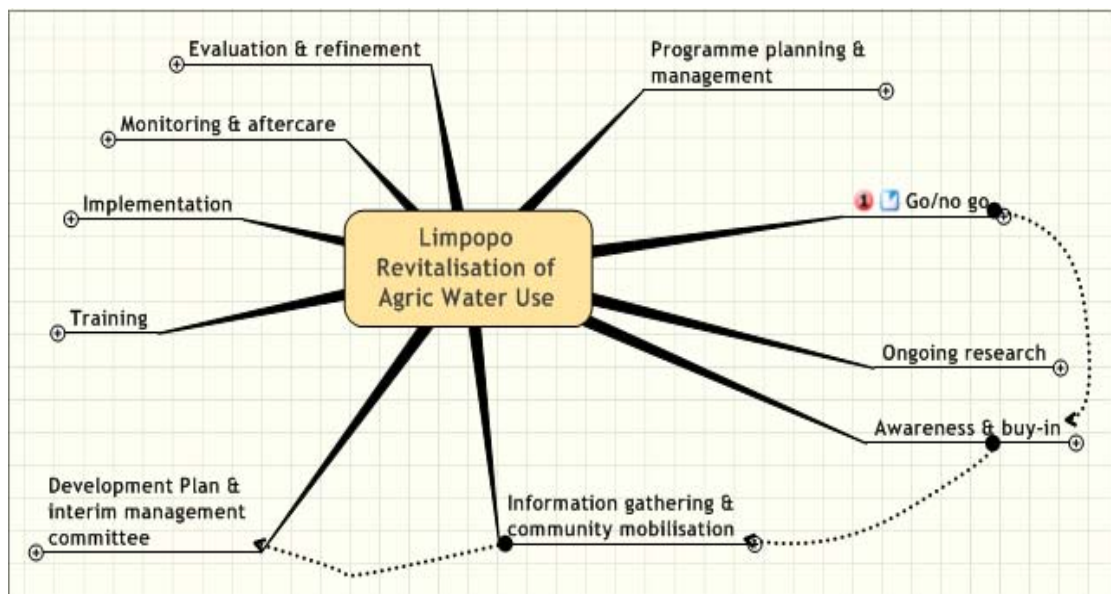 Evaluation & refinement
Programme planning &
management
Monitoring & aftercare
Implementation
1 Go/no go
Limpopo
Revitalisation of
Agric Water Use
Training
Ongoing research
Awareness & buy-in
Development Plan &
interim management
committee
Information gathering &
community mobilisation